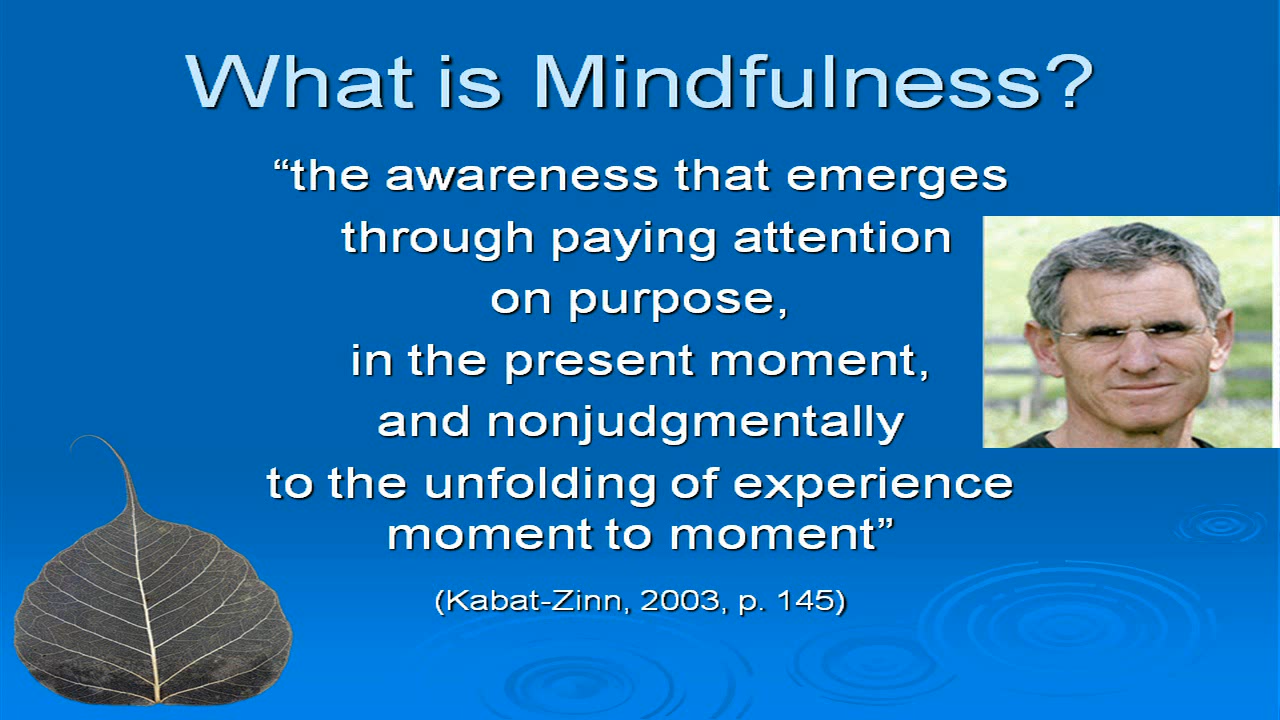 What is Mindfulness?
“the awareness that emerges
through paying attention
on purpose,
in the present moment,
and nonjudgmentally
to the unfolding of experience
moment to moment”
(Kabat-Zinn, 2003, p. 145)